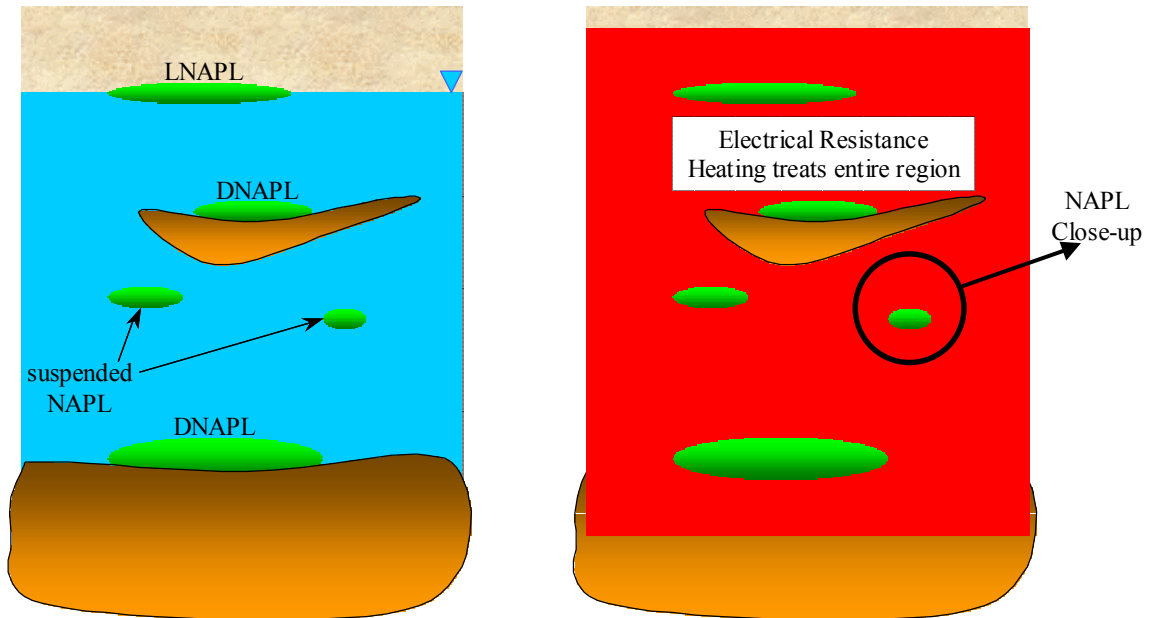 LNAPL
DNAPL
suspended
NAPL
DNAPL
Electrical Resistance
Heating treats entire region
NAPL
Close-up